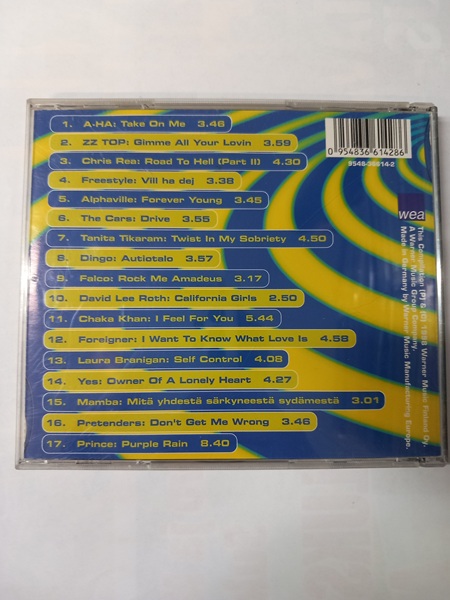 1. A-HA: Take On Me 3.46
2. ZZ TOP: Gimme All Your Lovin 3.59
3. Chris Rea: Road To Hell (Part II) 4.30
4. Freestyle: Vill ha dej 3.38
5. Alphaville: Forever Young 3.45
6. The Cars: Drive 3.55
7. Tanita Tikaram: Twist In My Sobriety 4.50
8. Dingo: Autiotalo 3.57
9. Falco: Rock Me Amadeus 3.17
10. David Lee Roth: California Girls 2.50
11. Chaka Khan: I Feel For You 5.44
12. Foreigner: I Want To Know What Love Is 4.58
13. Laura Branigan: Self Control 4.08
14. Yes: Owner Of A Lonely Heart 4.27
15. Mamba: Mitä yhdestä särkyneestä sydämestä 3.01
16. Pretenders: Don't Get Me Wrong 3.46
17. Prince: Purple Rain 8.40
0 954836 614286
wea
This Compilation (P) & (C) 1998 Warner Music Finland Oy.
A Warner Music Group Company.
Made in Germany by Warner Music Manufacturing Europe.